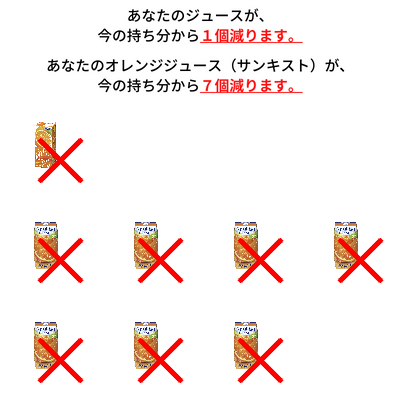 あなたのジュースが、
今の持ち分から１個減ります。
あなたのオレンジジュース（サンキスト）が、
今の持ち分から７個減ります。